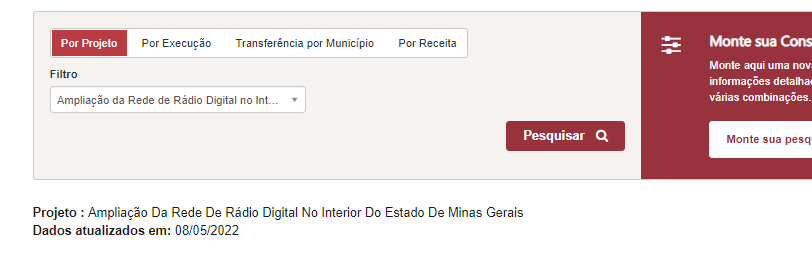 Por Projeto Por Execução Transferência por Município Por Receita
Filtro
Ampliação da Rede de Rádio Digital no Int...
Pesquisar
Monte sua Cons
Monte aqui uma nov
informações detalha
várias combinações.
Monte sua pesq
Projeto : Ampliação Da Rede De Rádio Digital No Interior Do Estado De Minas Gerais
Dados atualizados em: 08/05/2022